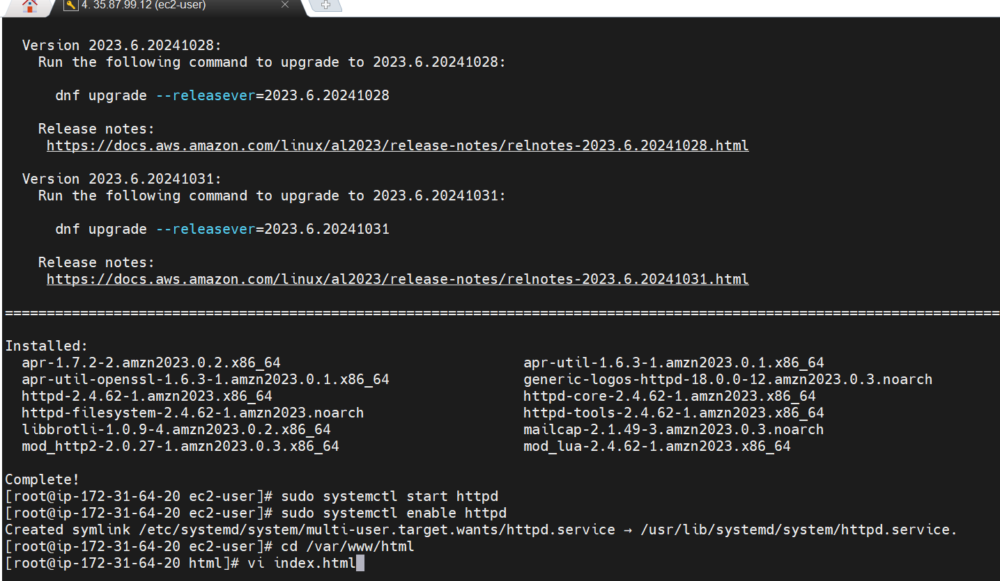 4. 35.87.99.12 (ec2-user)
Version 2023.6.20241028:
Run the following command to upgrade to 2023.6.20241028:
dnf upgrade --releasever=2023.6.20241028
Release notes:
https://docs.aws.amazon.com/linux/al2023/release-notes/relnotes-2023.6.20241028.html
Version 2023.6.20241031:
Run the following command to upgrade to 2023.6.20241031:
dnf upgrade --releasever=2023.6.20241031
Release notes:
https://docs.aws.amazon.com/linux/al2023/release-notes/relnotes-2023.6.20241031.html
=======================================================================================================================
Installed:
apr-1.7.2-2.amzn2023.0.2.x86_64 apr-util-1.6.3-1.amzn2023.0.1.x86_64
apr-util-openssl-1.6.3-1.amzn2023.0.1.x86_64 generic-logos-httpd-18.0.0-12.amzn2023.0.3.noarch
httpd-2.4.62-1.amzn2023.x86_64 httpd-core-2.4.62-1.amzn2023.x86_64
httpd-filesystem-2.4.62-1.amzn2023.noarch httpd-tools-2.4.62-1.amzn2023.x86_64
libbrotli-1.0.9-4.amzn2023.0.2.x86_64 mailcap-2.1.49-3.amzn2023.0.3.noarch
mod_http2-2.0.27-1.amzn2023.0.3.x86_64 mod_lua-2.4.62-1.amzn2023.x86_64
Complete!
[root@ip-172-31-64-20 ec2-user]# sudo systemctl start httpd
[root@ip-172-31-64-20 ec2-user]# sudo systemctl enable httpd
Created symlink /etc/systemd/system/multi-user.target.wants/httpd.service → /usr/lib/systemd/system/httpd.service.
[root@ip-172-31-64-20 ec2-user]# cd /var/www/html
[root@ip-172-31-64-20 html]# vi index.html